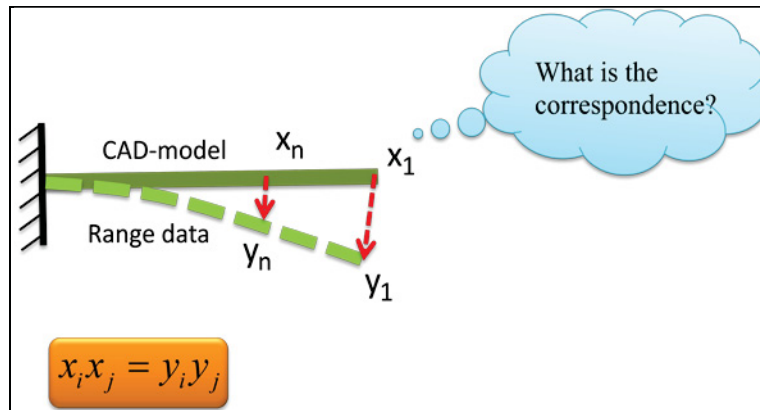 What is the
correspondence?
CAD-model
xₙ
x₁
Range data
yₙ
y₁
xᵢxⱼ = yᵢyⱼ